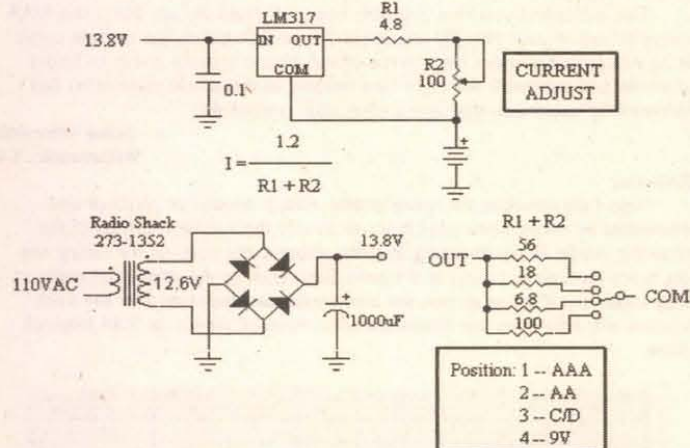 LM317
R1
4.8
13.8V
IN OUT
COM
0.1
R2
100
CURRENT
ADJUST
1.2
I =
R1 + R2
Radio Shack
273-1352
110VAC
12.6V
13.8V
1000uF
R1 + R2
OUT
56
18
6.8
100
COM
Position: 1 -- AAA
2 -- AA
3 -- C/D
4 -- 9V